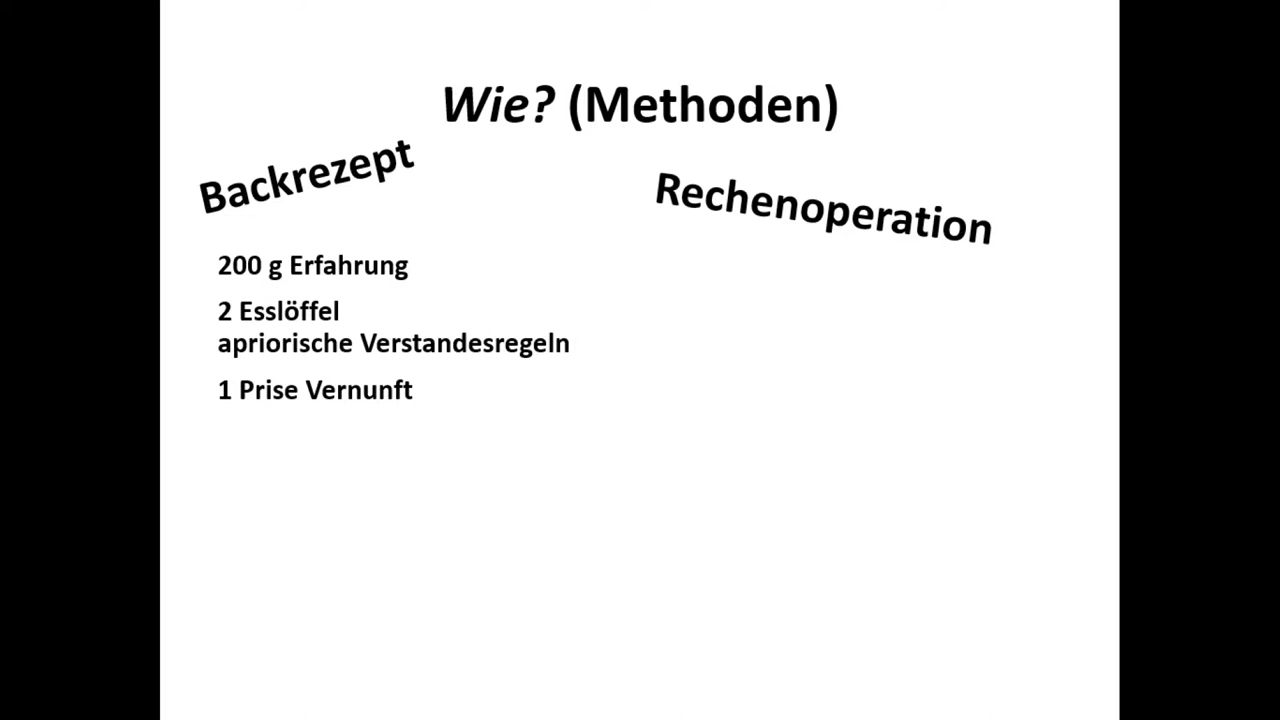 Wie? (Methoden)
Backrezept
Rechenoperation
200 g Erfahrung
2 Esslöffel
apriorische Verstandesregeln
1 Prise Vernunft